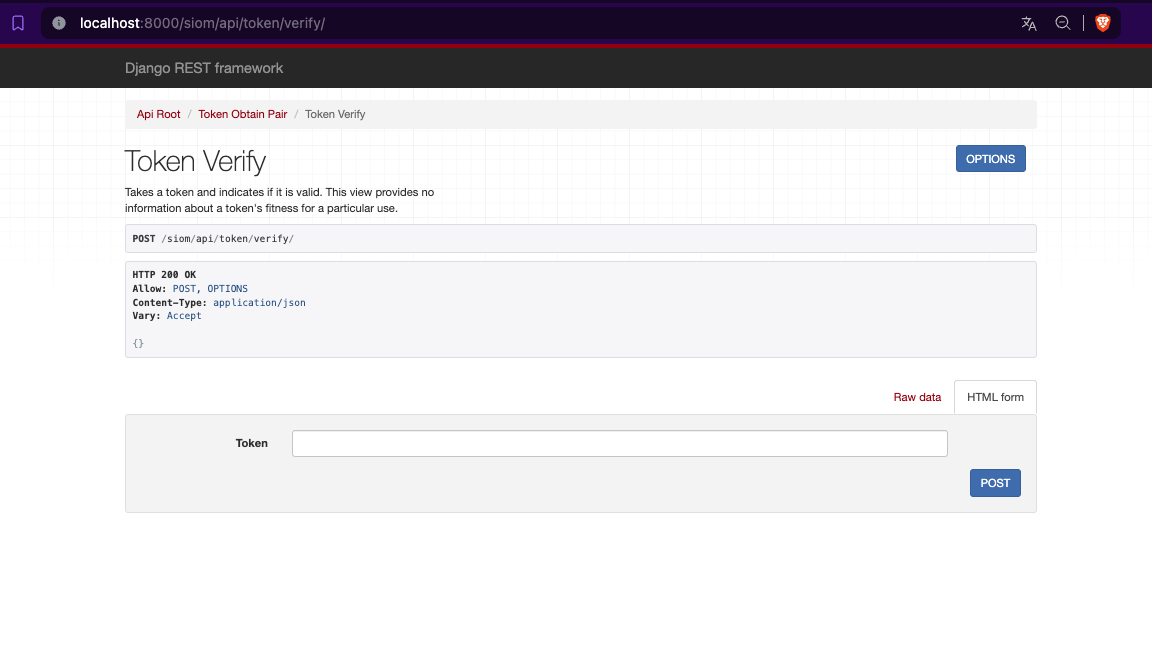 localhost:8000/siom/api/token/verify/
Django REST framework
Api Root / Token Obtain Pair / Token Verify
Token Verify
OPTIONS
Takes a token and indicates if it is valid. This view provides no
information about a token's fitness for a particular use.
POST /siom/api/token/verify/
HTTP 200 OK
Allow: POST, OPTIONS
Content-Type: application/json
Vary: Accept
{}
Raw data
HTML form
Token
POST